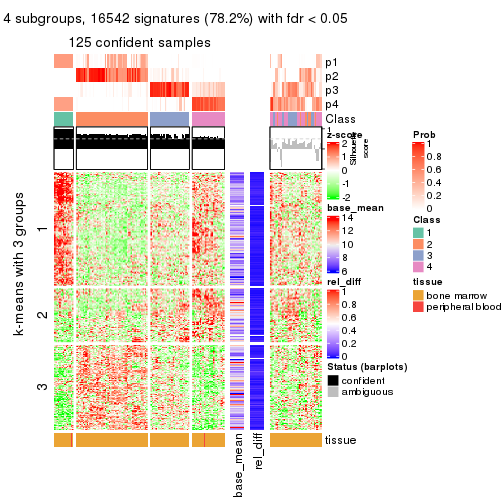 4 subgroups, 16542 signatures (78.2%) with fdr < 0.05
125 confident samples
p1
p2
p3
p4
Class
1
Silhouette
score
k-means with 3 groups
1
2
3
tissue
base_mean
rel_diff
z-score
2
1
0
-1
-2
base_mean
14
12
10
8
6
rel_diff
1
0.8
0.6
0.4
0.2
0
Status (barplots)
confident
ambiguous
Prob
1
0.8
0.6
0.4
0.2
0
Class
1
2
3
4
tissue
bone marrow
peripheral blood